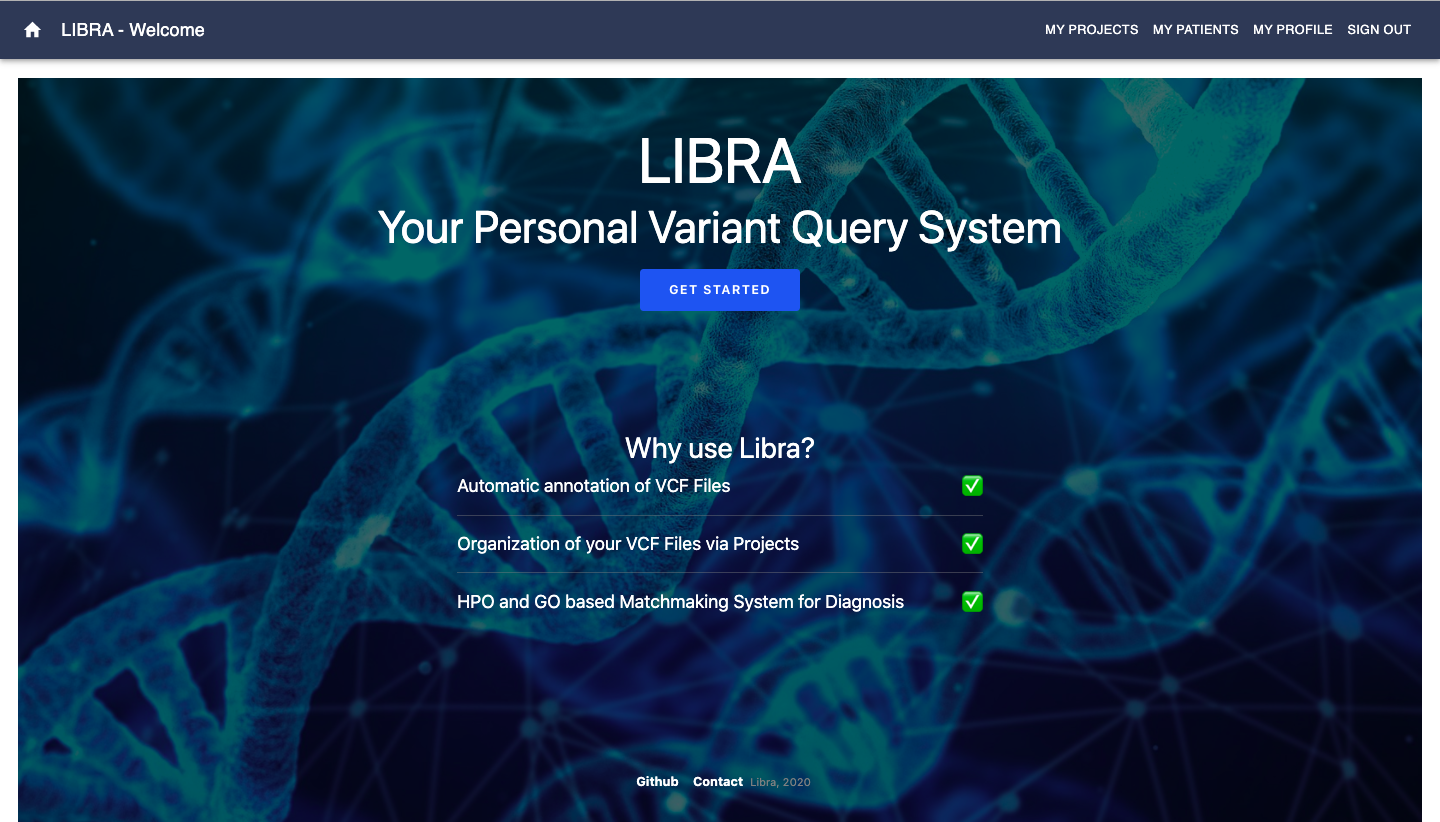 LIBRA - Welcome
MY PROJECTS MY PATIENTS MY PROFILE SIGN OUT
LIBRA
Your Personal Variant Query System
GET STARTED
Why use Libra?
Automatic annotation of VCF Files
Organization of your VCF Files via Projects
HPO and GO based Matchmaking System for Diagnosis
Github Contact Libra, 2020